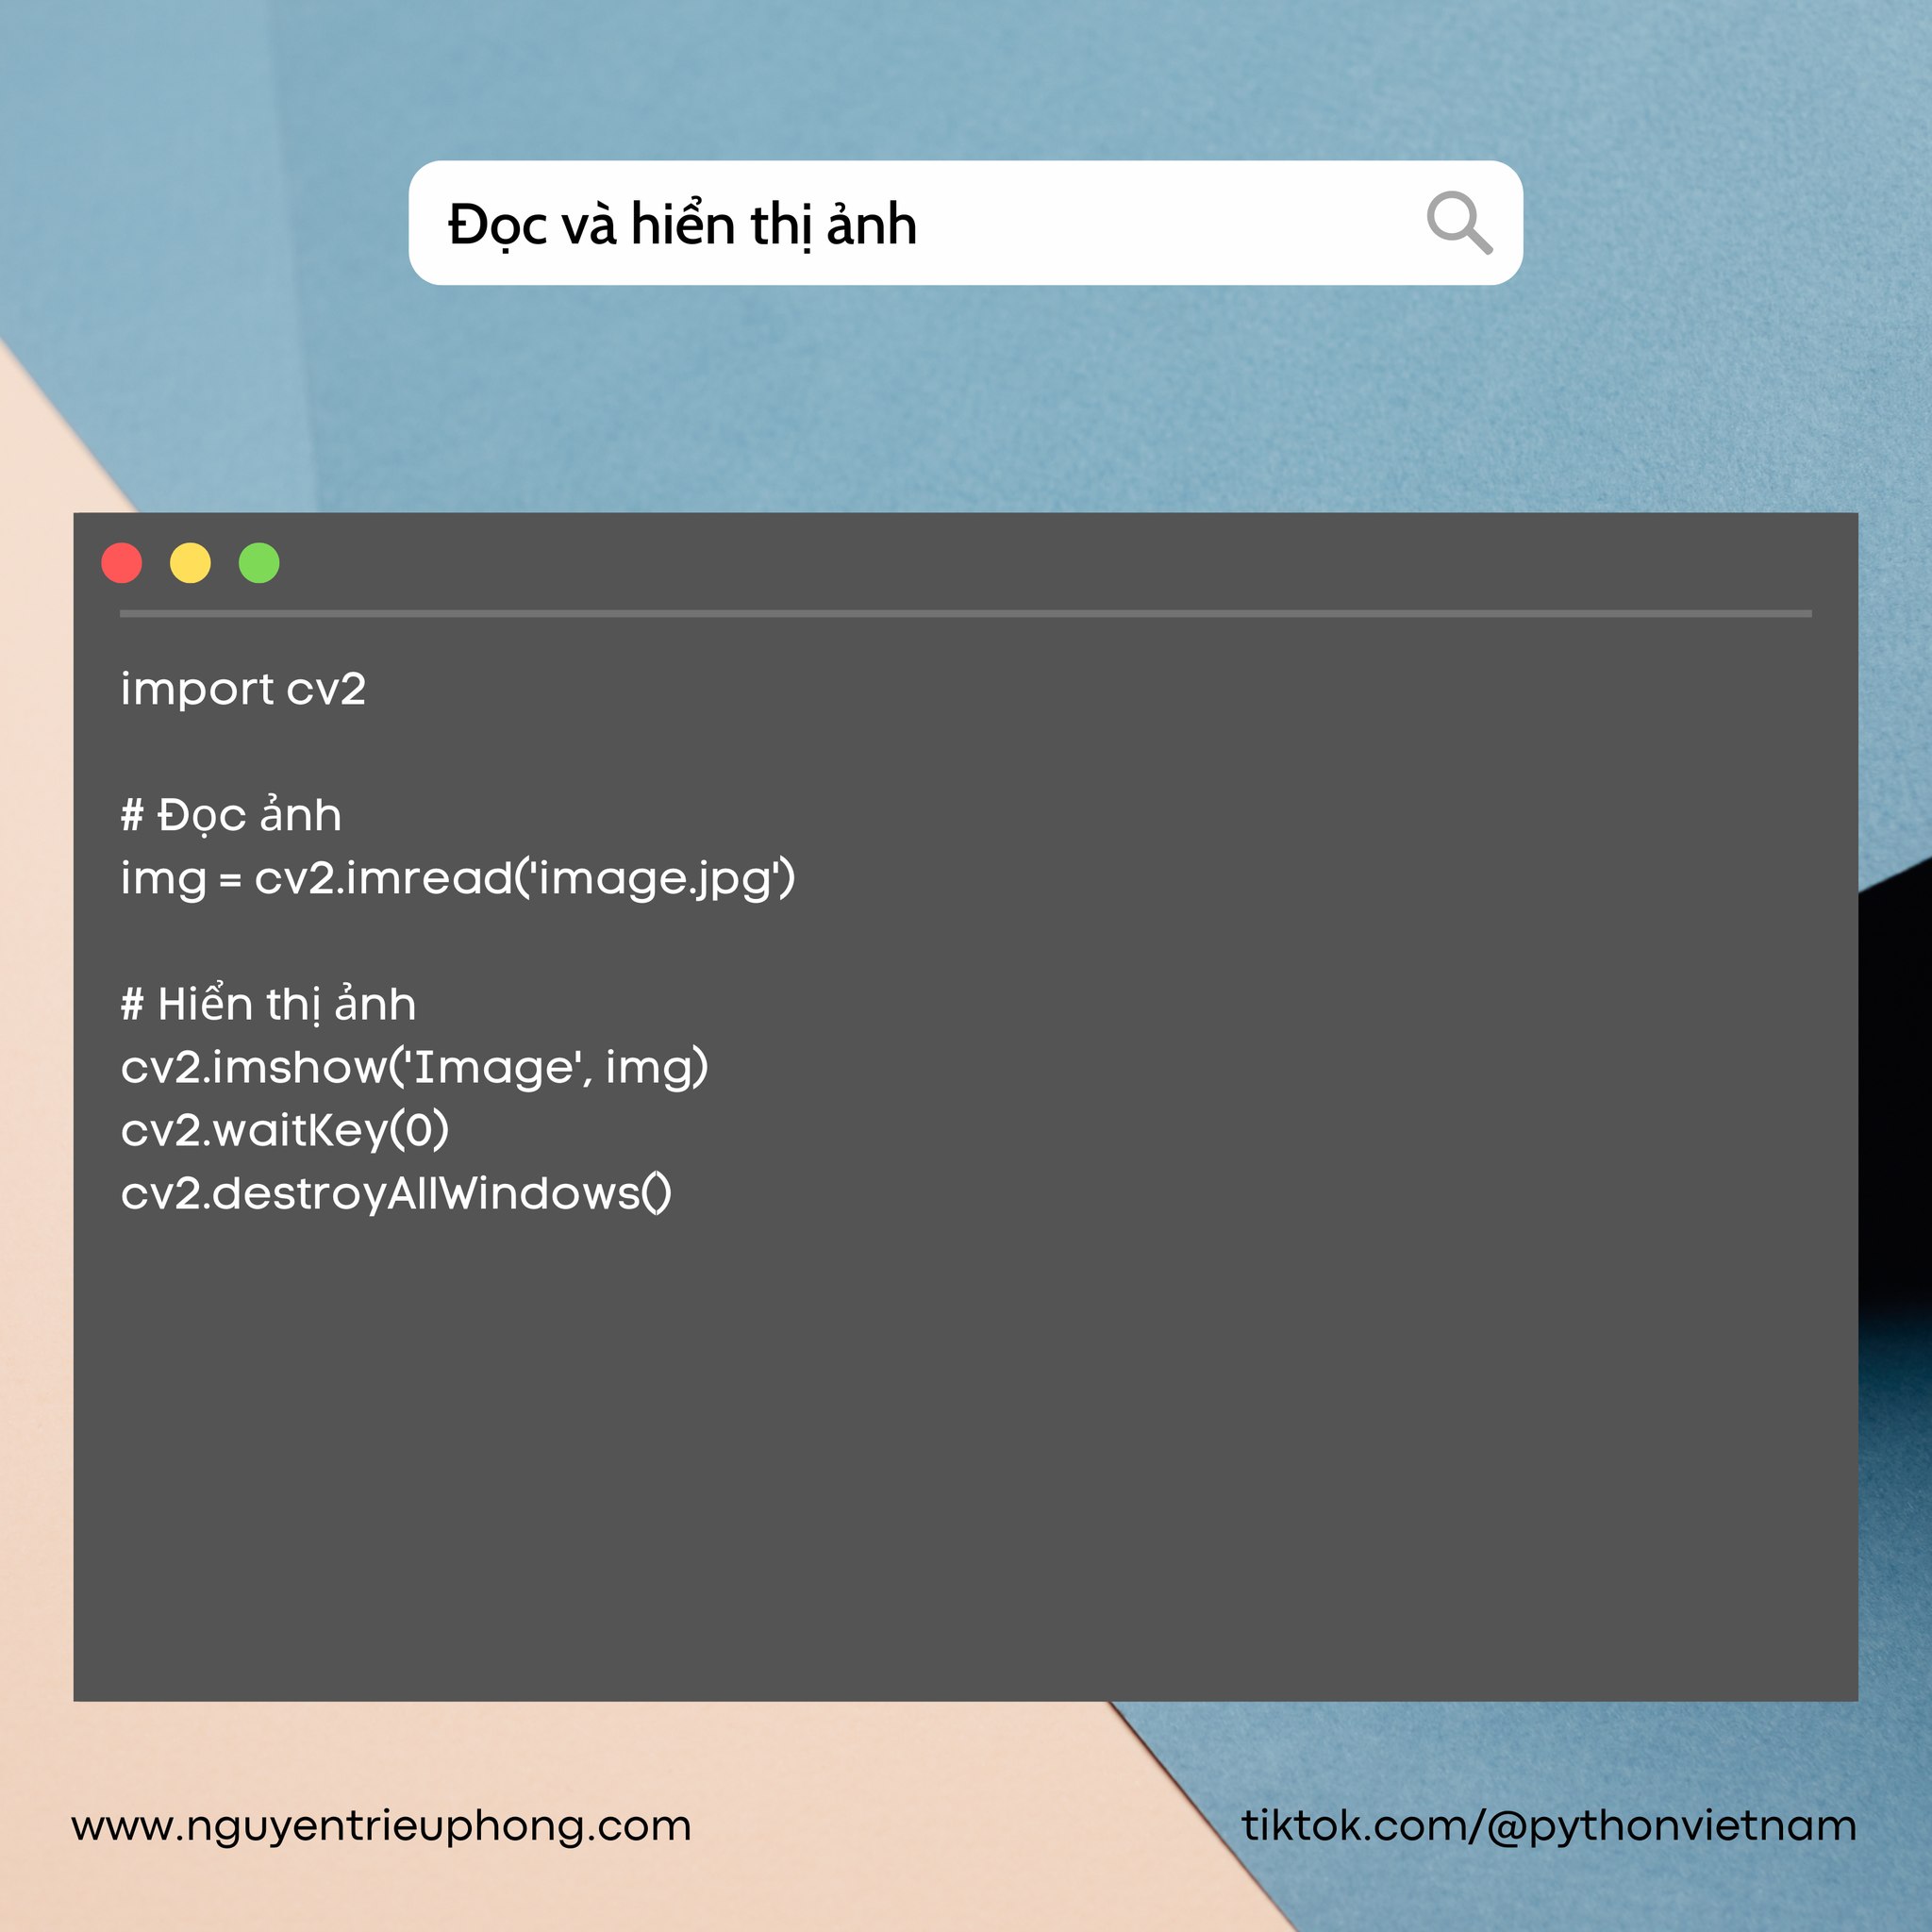 Đọc và hiển thị ảnh
import cv2
# Đọc ảnh
img = cv2.imread('image.jpg')
# Hiển thị ảnh
cv2.imshow('Image', img)
cv2.waitKey(0)
cv2.destroyAllWindows()
www.nguyentrieuphong.com
tiktok.com/@pythonvietnam